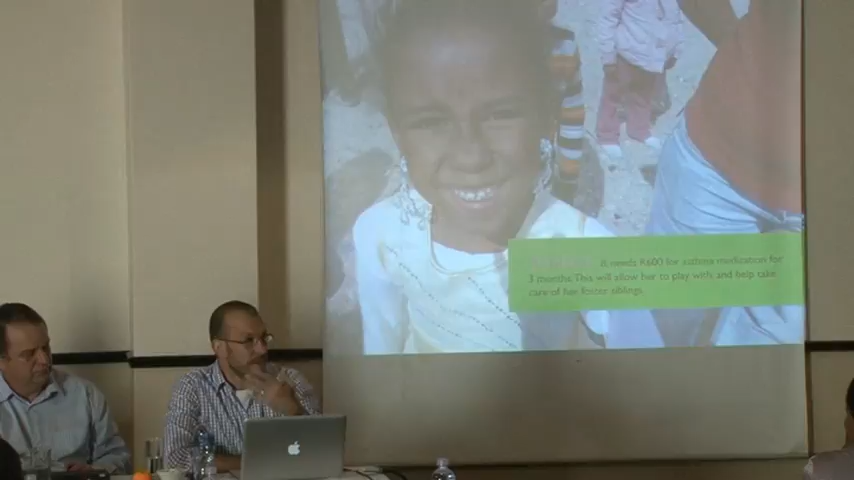 needs R600 for asthma medication for
3 months. This will allow her to play with, and help take
care of her foster siblings.